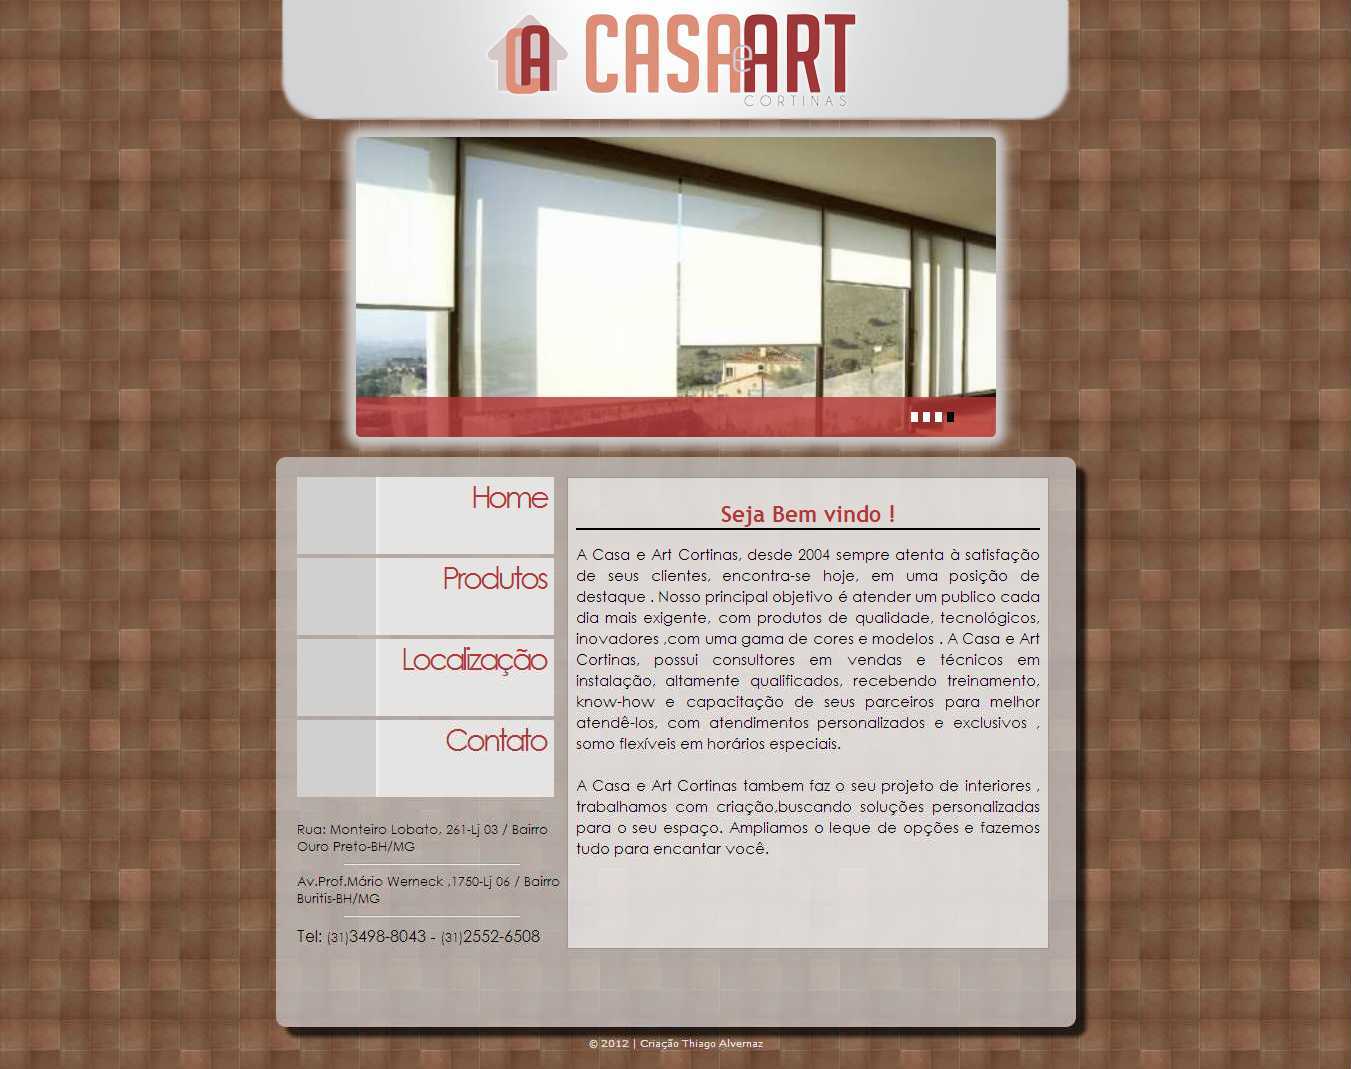 CASA e ART
CORTINAS
Home
Produtos
Localização
Contato
Rua: Monteiro Lobato, 261-Lj 03 / Bairro
Ouro Preto-BH/MG
Av.Prof.Mário Werneck ,1750-Lj 06 / Bairro
Buritis-BH/MG
Tel: (31)3498-8043 - (31)2552-6508
Seja Bem vindo !
A Casa e Art Cortinas, desde 2004 sempre atenta à satisfação
de seus clientes, encontra-se hoje, em uma posição de
destaque . Nosso principal objetivo é atender um publico cada
dia mais exigente, com produtos de qualidade, tecnológicos,
inovadores ,com uma gama de cores e modelos . A Casa e Art
Cortinas, possui consultores em vendas e técnicos em
instalação, altamente qualificados, recebendo treinamento,
know-how e capacitação de seus parceiros para melhor
atendê-los, com atendimentos personalizados e exclusivos ,
somo flexíveis em horários especiais.
A Casa e Art Cortinas tambem faz o seu projeto de interiores ,
trabalhamos com criação,buscando soluções personalizadas
para o seu espaço. Ampliamos o leque de opções e fazemos
tudo para encantar você.
© 2012 | Criação Thiago Alvernaz